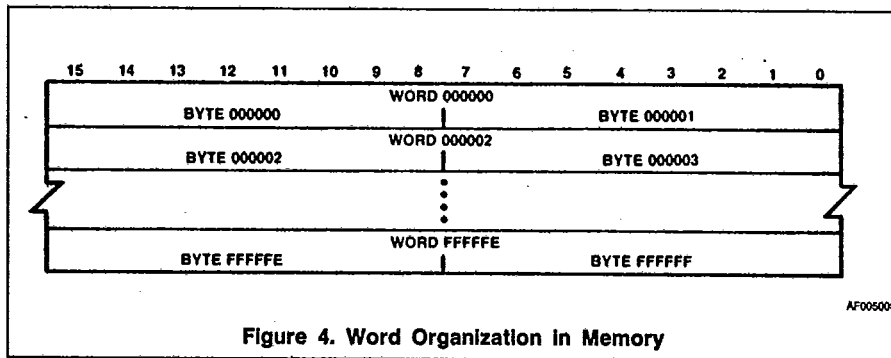 15 14 13 12 11 10 9 8 7 6 5 4 3 2 1 0
WORD 000000
BYTE 000000 BYTE 000001
WORD 000002
BYTE 000002 BYTE 000003
WORD FFFFFE
BYTE FFFFFE BYTE FFFFFF
AF00500
Figure 4. Word Organization in Memory